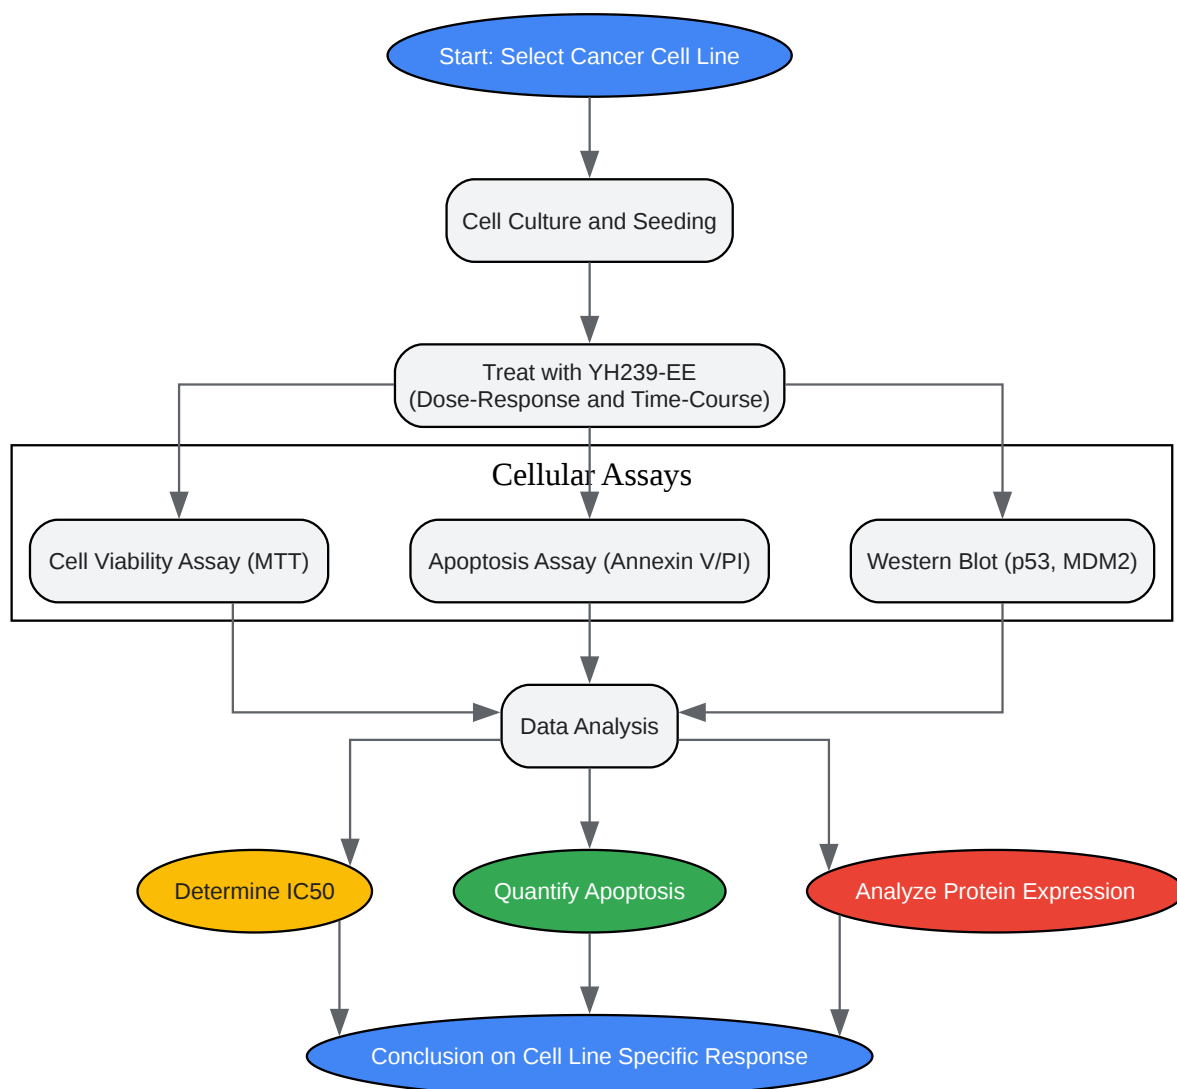 Start: Select Cancer Cell Line
Cell Culture and Seeding
Treat with YH239-EE
(Dose-Response and Time-Course)
Cellular Assays
Cell Viability Assay (MTT)
Apoptosis Assay (Annexin V/PI)
Western Blot (p53, MDM2)
Data Analysis
Determine IC50
Quantify Apoptosis
Analyze Protein Expression
Conclusion on Cell Line Specific Response